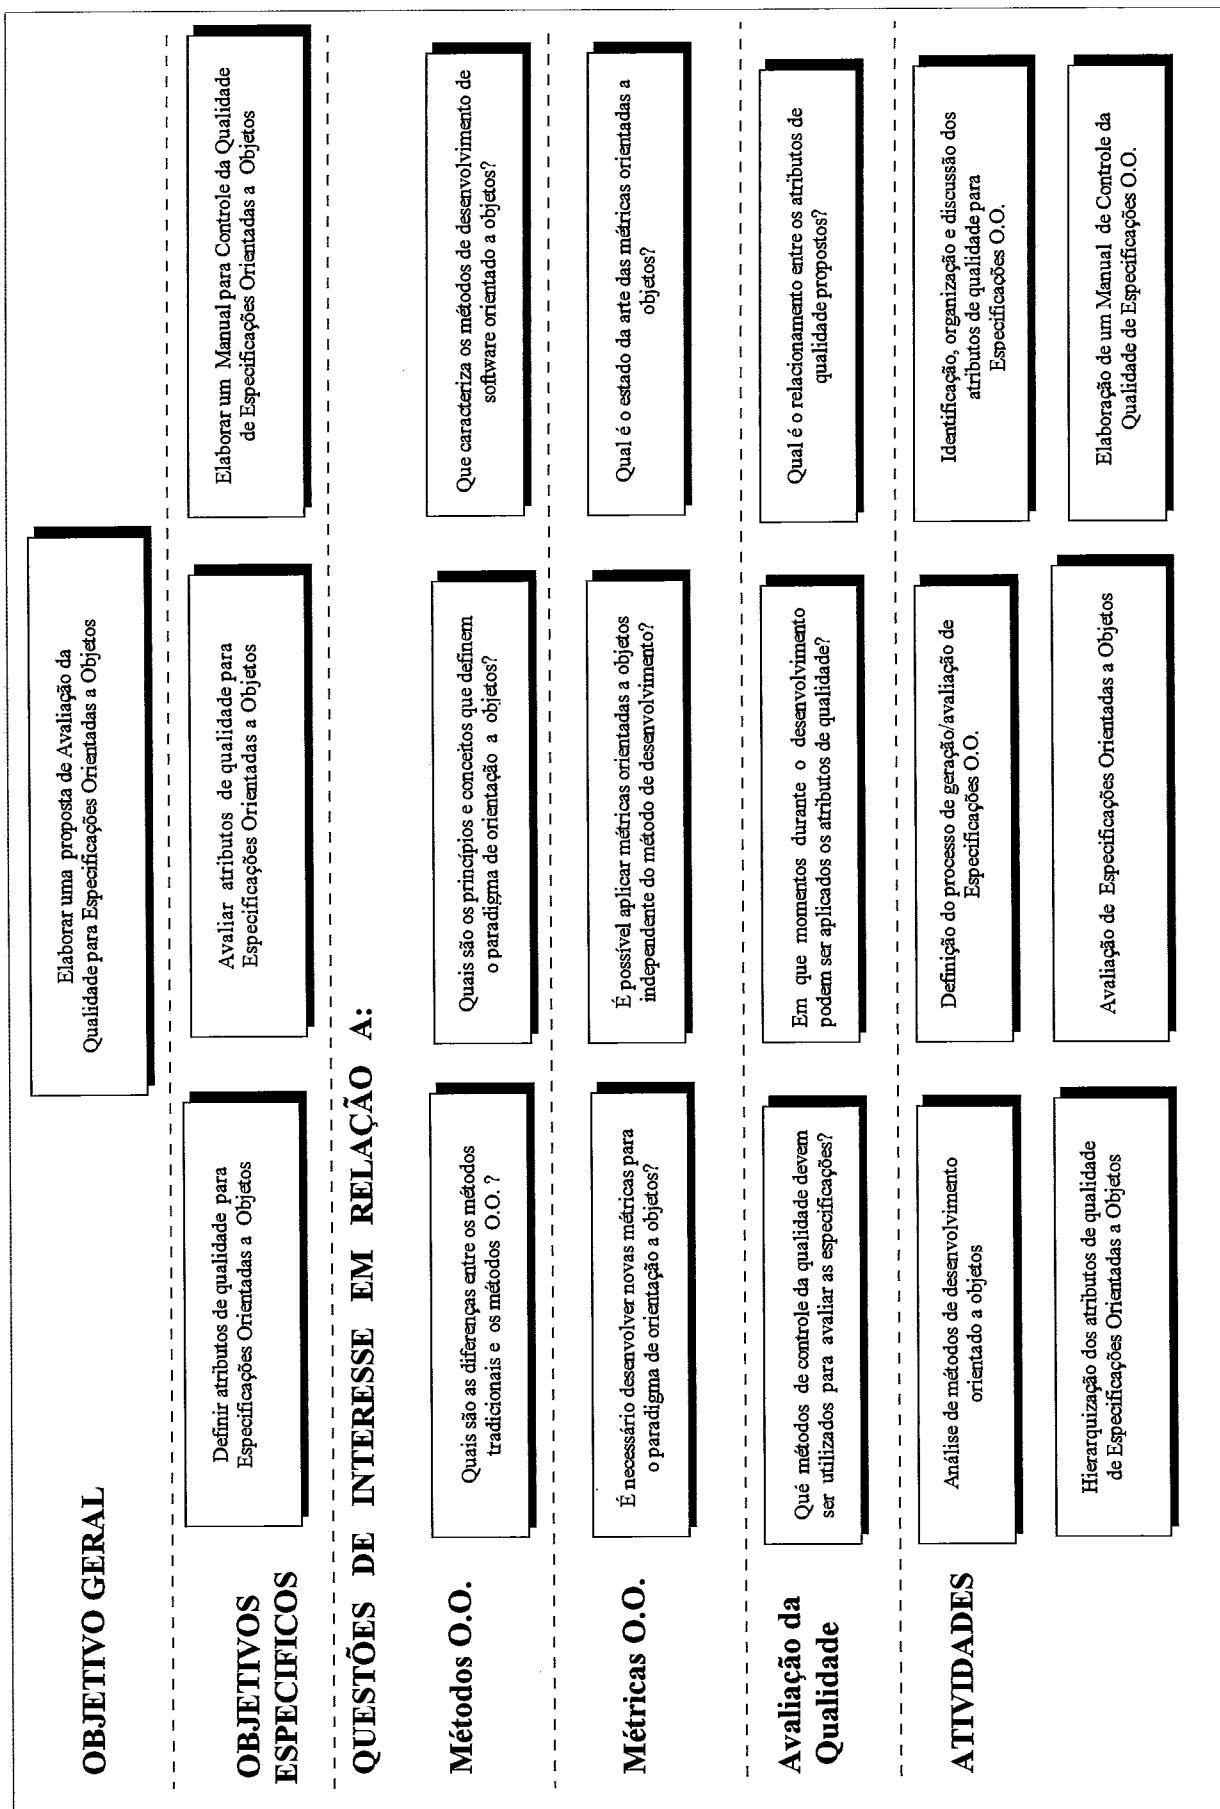 OBJETIVO GERAL
Elaborar uma proposta de Avaliação da
Qualidade para Especificações Orientadas a Objetos
OBJETIVOS
ESPECIFICOS
Definir atributos de qualidade para
Especificações Orientadas a Objetos
Avaliar atributos de qualidade para
Especificações Orientadas a Objetos
Elaborar um Manual para Controle da Qualidade
de Especificações Orientadas a Objetos
QUESTÕES DE INTERESSE EM RELAÇÃO A:
Métodos O.O.
Quais são as diferenças entre os métodos
tradicionais e os métodos O.O. ?
Quais são os princípios e conceitos que definem
o paradigma de orientação a objetos?
Que caracteriza os métodos de desenvolvimento de
software orientado a objetos?
Métricas O.O.
É necessário desenvolver novas métricas para
o paradigma de orientação a objetos?
É possível aplicar métricas orientadas a objetos
independente do método de desenvolvimento?
Qual é o estado da arte das métricas orientadas a
objetos?
Avaliação da
Qualidade
Qué métodos de controle da qualidade devem
ser utilizados para avaliar as especificações?
Em que momentos durante o desenvolvimento
podem ser aplicados os atributos de qualidade?
Qual é o relacionamento entre os atributos de
qualidade propostos?
ATIVIDADES
Análise de métodos de desenvolvimento
orientado a objetos
Definição do processo de geração/avaliação de
Especificações O.O.
Identificação, organização e discussão dos
atributos de qualidade para
Especificações O.O.
Hierarquização dos atributos de qualidade
de Especificações Orientadas a Objetos
Avaliação de Especificações Orientadas a Objetos
Elaboração de um Manual de Controle da
Qualidade de Especificações O.O.